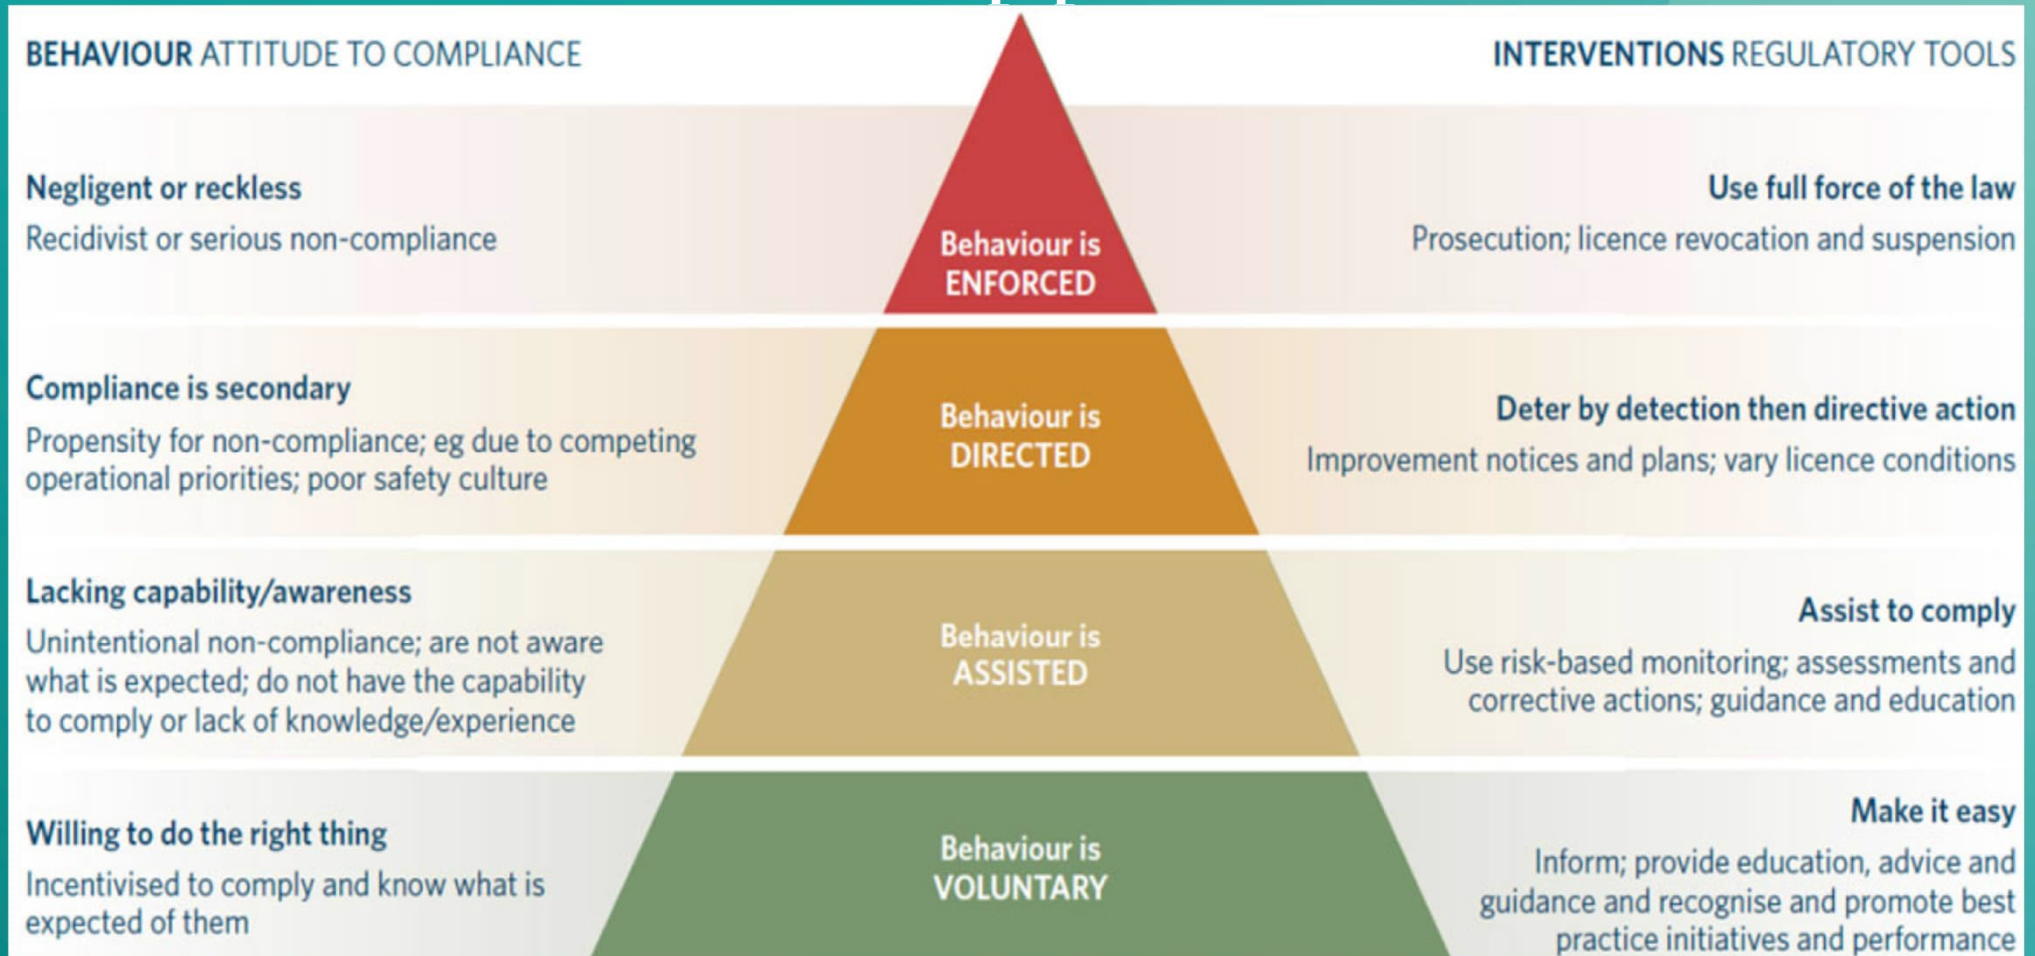 BEHAVIOUR ATTITUDE TO COMPLIANCE
INTERVENTIONS REGULATORY TOOLS
Negligent or reckless
Recidivist or serious non-compliance
Behaviour is
ENFORCED
Use full force of the law
Prosecution; licence revocation and suspension
Compliance is secondary
Propensity for non-compliance; eg due to competing
operational priorities; poor safety culture
Behaviour is
DIRECTED
Deter by detection then directive action
Improvement notices and plans; vary licence conditions
Lacking capability/awareness
Unintentional non-compliance; are not aware
what is expected; do not have the capability
to comply or lack of knowledge/experience
Behaviour is
ASSISTED
Assist to comply
Use risk-based monitoring; assessments and
corrective actions; guidance and education
Willing to do the right thing
Incentivised to comply and know what is
expected of them
Behaviour is
VOLUNTARY
Make it easy
Inform; provide education, advice and
guidance and recognise and promote best
practice initiatives and performance